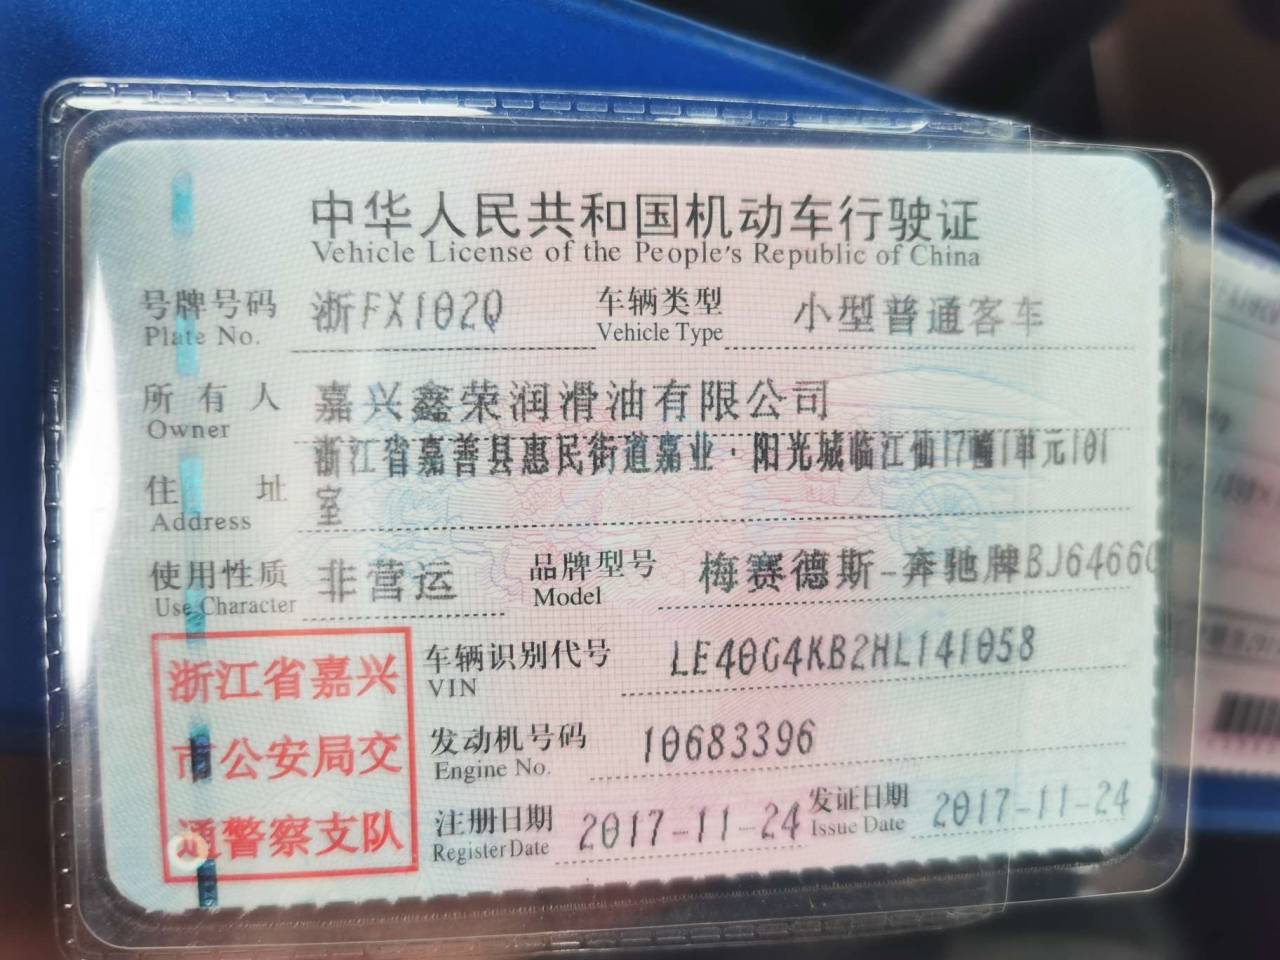 中华人民共和国机动车行驶证
Vehicle License of the People's Republic of China
号牌号码 浙FX102Q 车辆类型 小型普通客车
Plate No. Vehicle Type
所有人 嘉兴鑫荣润滑油有限公司
Owner
浙江省嘉善县惠民街道嘉业·阳光城临江仙17幢1单元101
住址 室
Address
使用性质 非营运 品牌型号 梅赛德斯-奔驰牌BJ6466
Use Character Model
浙江省嘉兴
市公安局交
通警察支队
车辆识别代号 LE40G4KB2HL141058
VIN
发动机号码 10683396
Engine No.
注册日期 2017-11-24 发证日期 2017-11-24
Register Date Issue Date